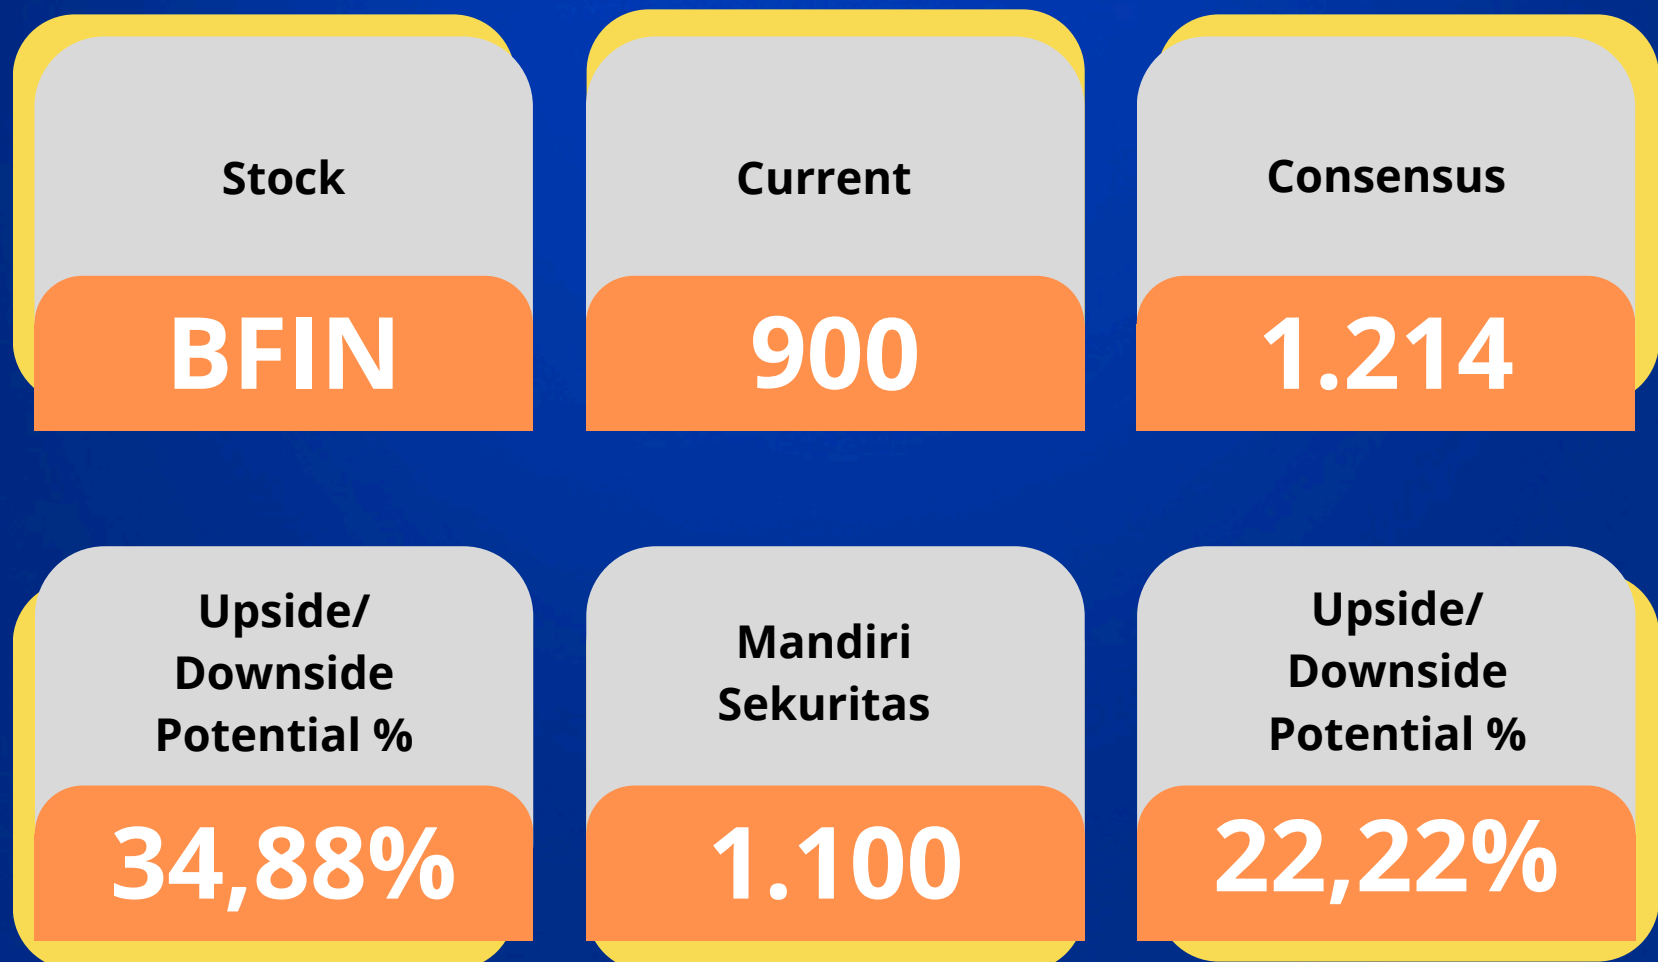 Stock
BFIN
Current
900
Consensus
1.214
Upside/
Downside
Potential %
34,88%
Mandiri
Sekuritas
1.100
Upside/
Downside
Potential %
22,22%